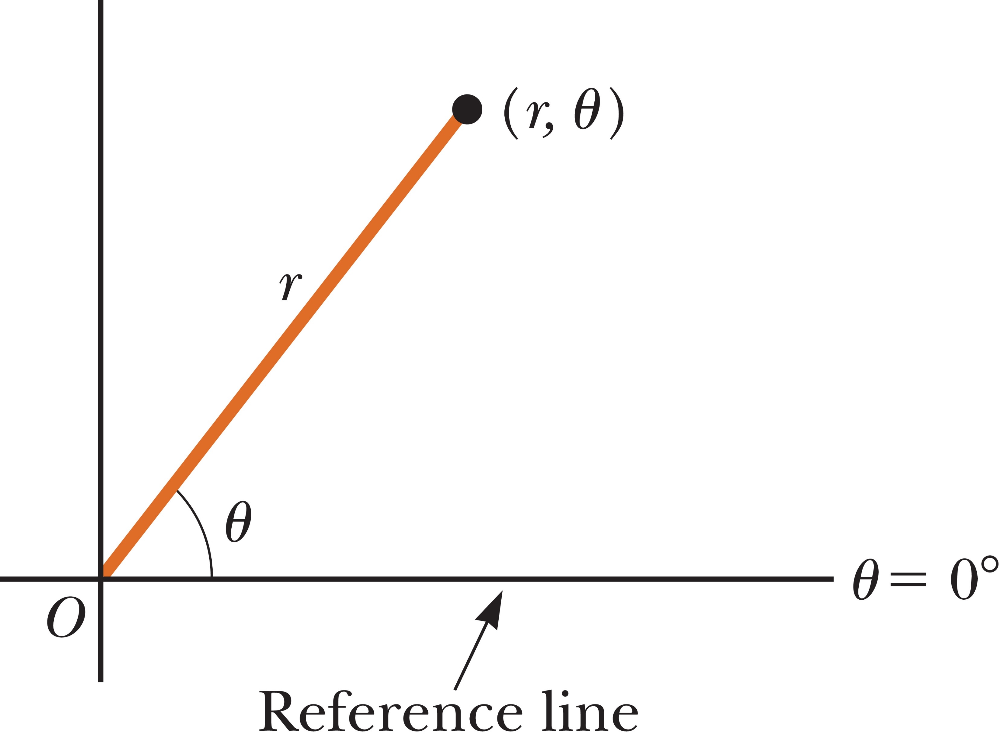 (r, θ)
r
θ
θ = 0°
O
Reference line